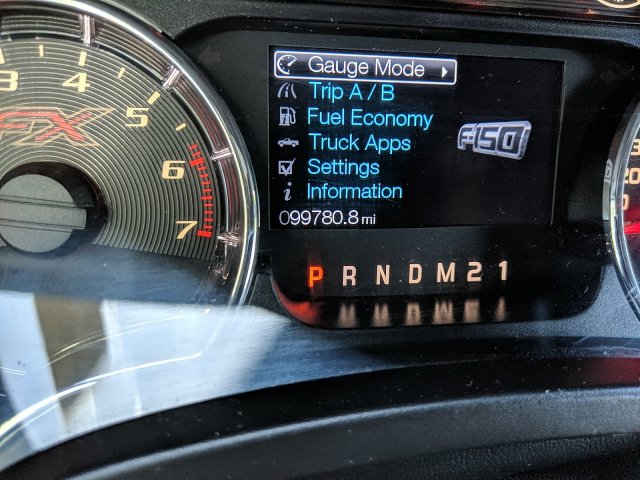 3
4
5
6
7
FX
Gauge Mode
Trip A / B
Fuel Economy
Truck Apps
Settings
Information
099780.8 mi
F150
P R N D M 2 1